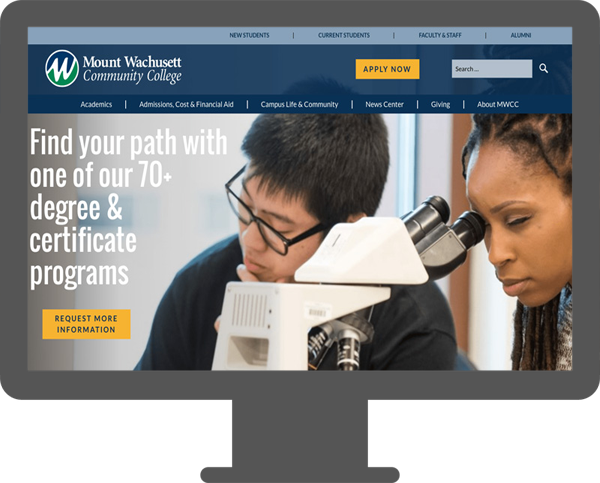 NEW STUDENTS | CURRENT STUDENTS | FACULTY & STAFF | ALUMNI
Mount Wachusett
Community College
APPLY NOW
Search ...
Academics | Admissions, Cost & Financial Aid | Campus Life & Community | News Center | Giving | About MWCC
Find your path with
one of our 70+
degree &
certificate
programs
REQUEST MORE
INFORMATION